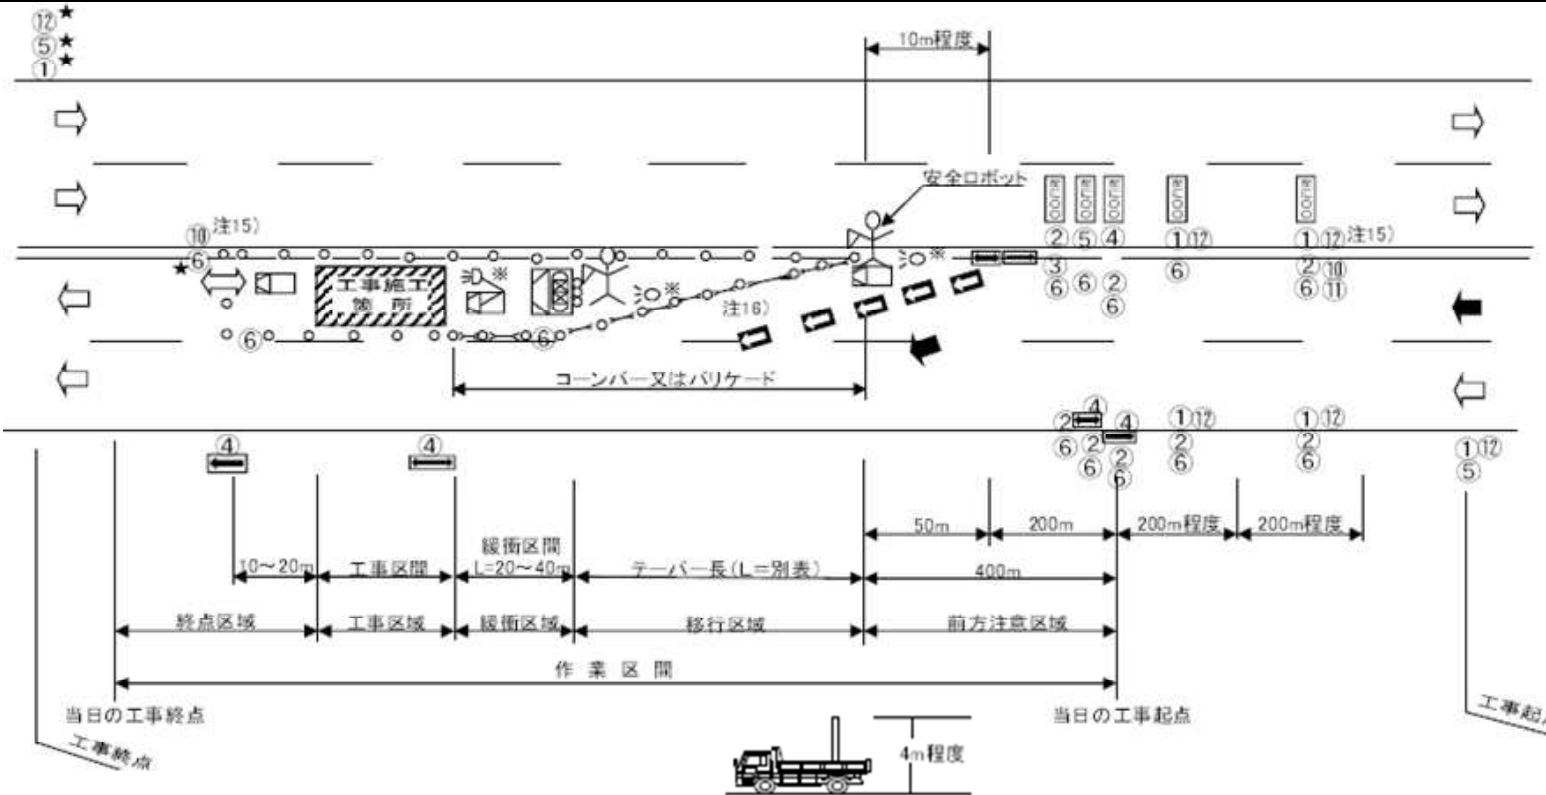 ⑫★
⑤★
①★
10m程度
安全ロボット
②⑤④ ①⑫ ①⑫注15)
③ ⑥ ②⑩
⑥⑥② ⑥⑪
⑥
⑩注15)
★⑥
工事施工
箇所
※
※
※
注16)
⑥
⑥
コーンバー又はバリケード
④
②④ ①⑫ ①⑫
⑥② ② ②
⑥② ⑥ ⑥
⑥
①⑫
⑤
④
④
50m
200m
200m程度
200m程度
10〜20m
工事区間
緩衝区間
L=20〜40m
テーパー長(L=別表)
400m
終点区域
工事区域
緩衝区域
移行区域
前方注意区域
作業区間
当日の工事終点
当日の工事起点
工事終点
工事起
4m程度